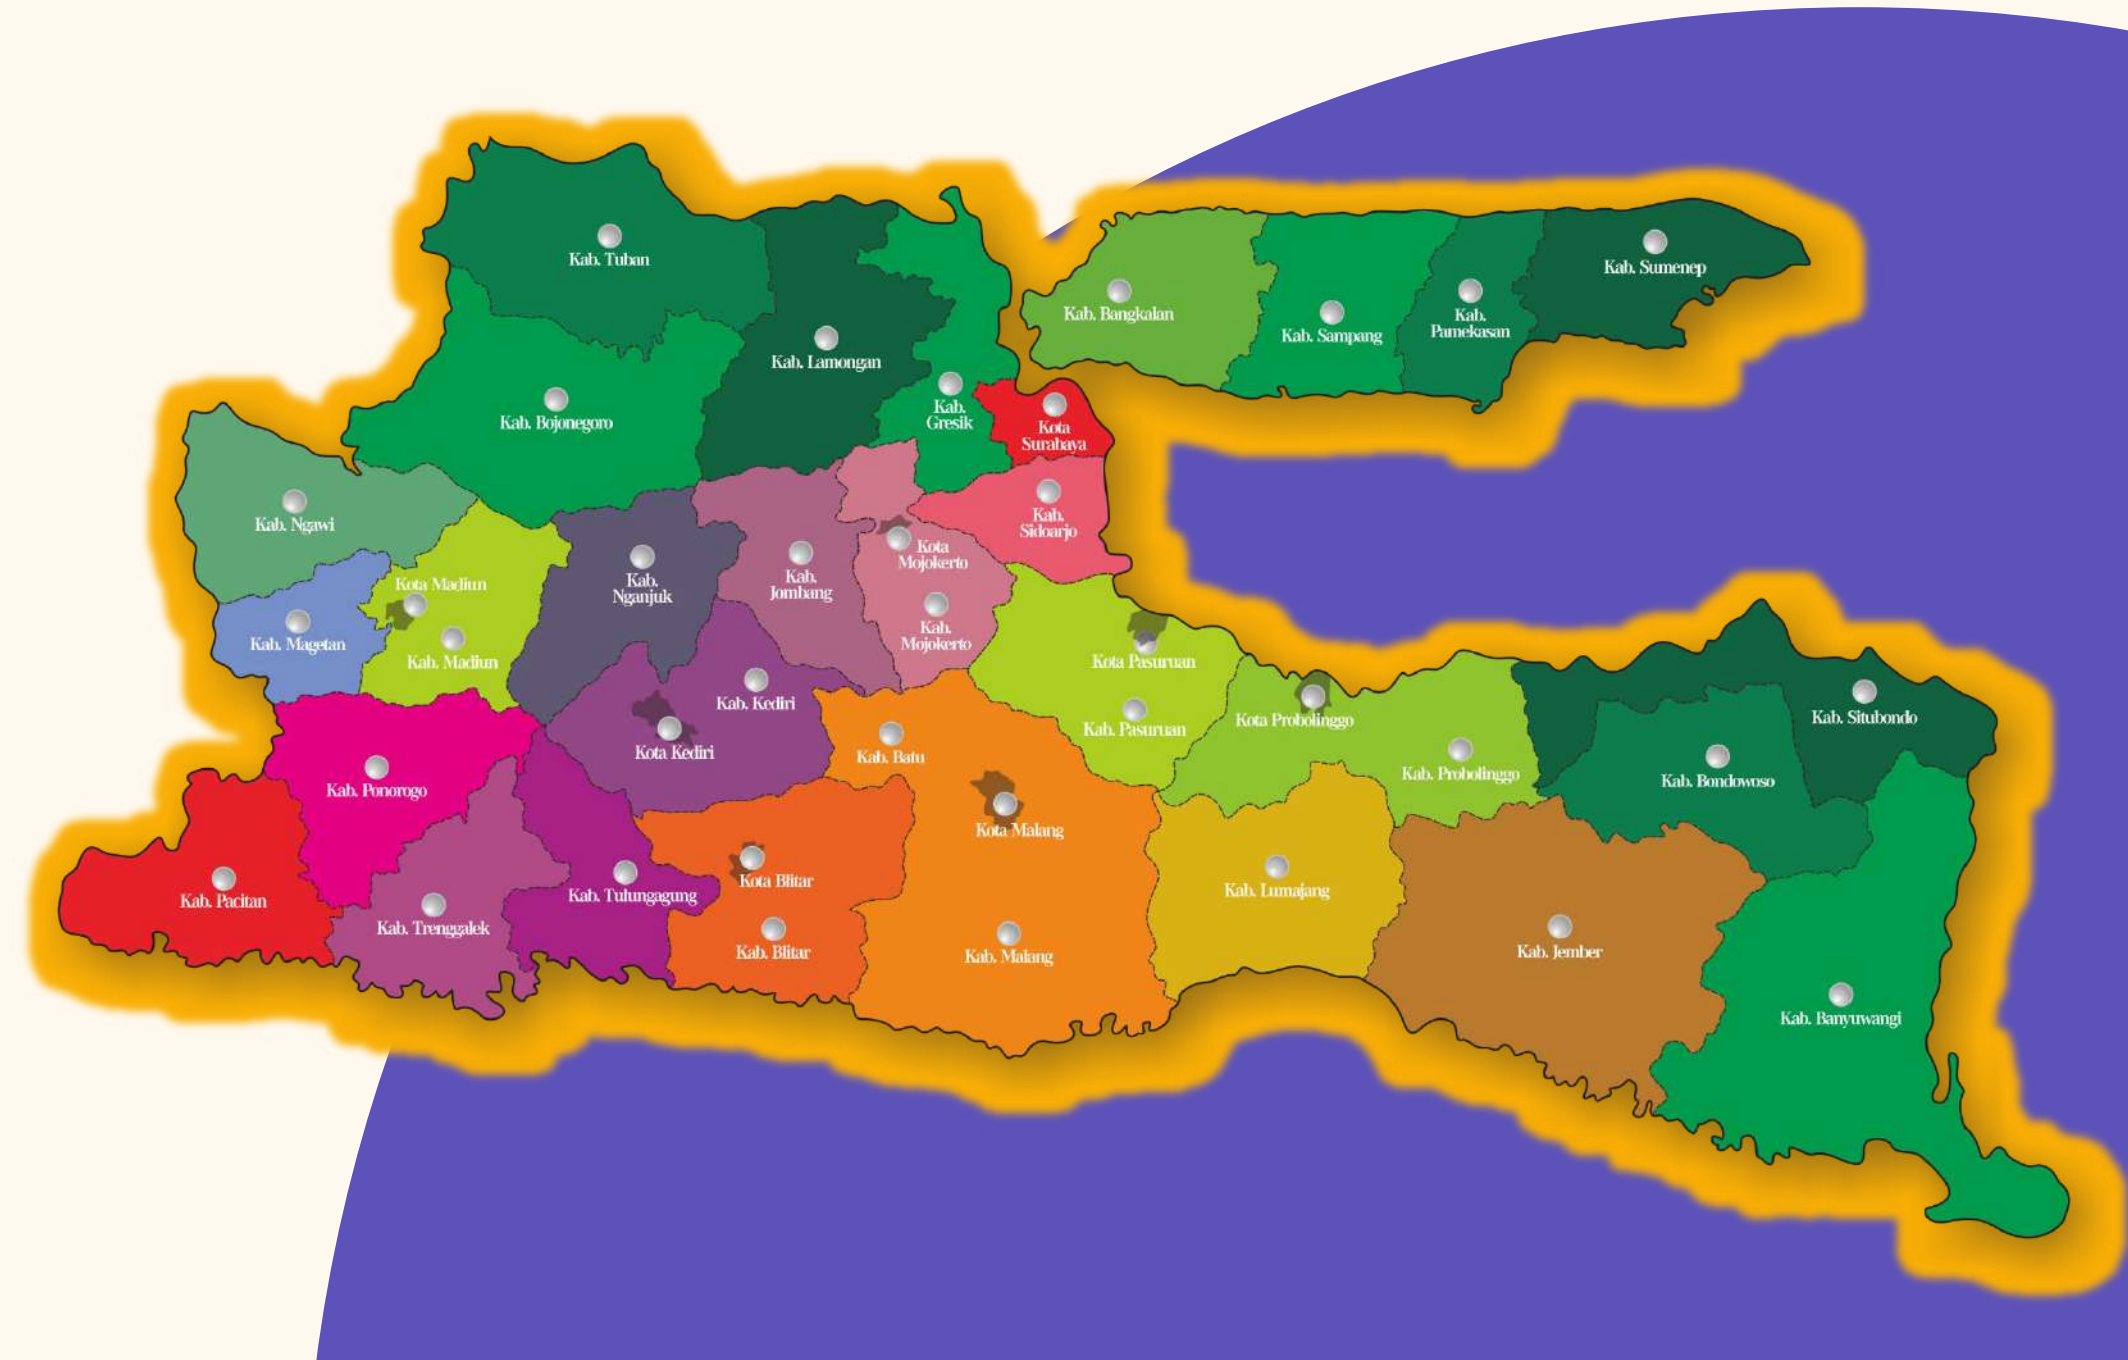 Kab. Tuban
Kab. Sumenep
Kab. Bangkalan
Kab. Sampang
Kab.
Pamekasan
Kab. Lamongan
Kab. Bojonegoro
Kab.
Gresik
Kota
Surabaya
Kab. Ngawi
Kab.
Sidoarjo
Kota
Mojokerto
Kab.
Nganjuk
Kab.
Jombang
Kota Madiun
Kab. Magetan
Kab. Madiun
Kab.
Mojokerto
Kota Pasuruan
Kab. Kediri
Kota Kediri
Kab. Pasuruan
Kota Probolinggo
Kab. Situbondo
Kab. Batu
Kab. Probolinggo
Kab. Bondowoso
Kab. Ponorogo
Kota Malang
Kab. Pacitan
Kota Blitar
Kab. Tulungagung
Kab. Lumajang
Kab. Trenggalek
Kab. Blitar
Kab. Malang
Kab. Jember
Kab. Banyuwangi